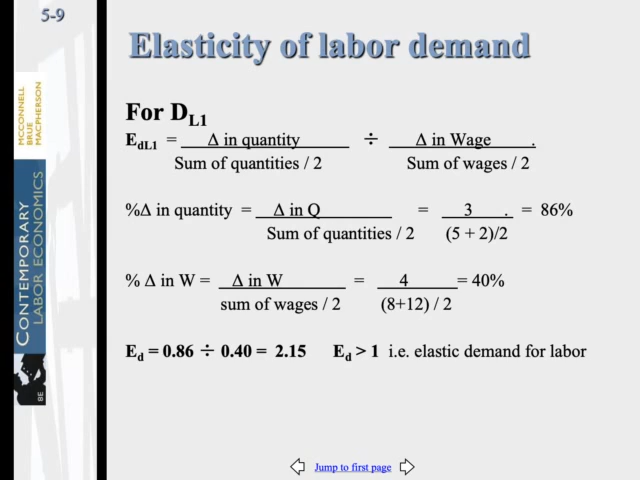 5-9
Elasticity of labor demand
MCCONNELL
BRUE
MACPHERSON
CONTEMPORARY
LABOR ECONOMICS
8E
For DL1
EdL1 = Δ in quantity ÷ Δ in Wage .
Sum of quantities / 2 Sum of wages / 2
%Δ in quantity = Δ in Q = 3 . = 86%
Sum of quantities / 2 (5 + 2)/2
% Δ in W = Δ in W = 4 = 40%
sum of wages / 2 (8+12) / 2
Ed = 0.86 ÷ 0.40 = 2.15 Ed > 1 i.e. elastic demand for labor
Jump to first page